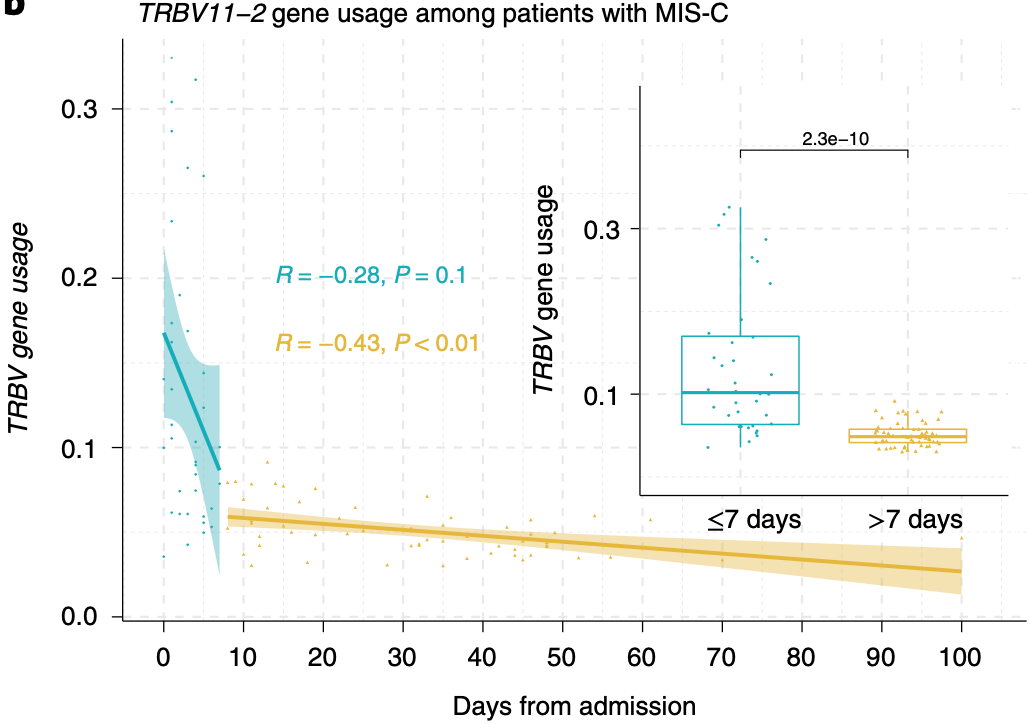 b
TRBV11–2 gene usage among patients with MIS-C
TRBV gene usage
0.3
0.2
0.1
0.0
R = −0.28, P = 0.1
R = −0.43, P < 0.01
TRBV gene usage
0.3
0.1
2.3e−10
≤7 days
>7 days
0 10 20 30 40 50 60 70 80 90 100
Days from admission